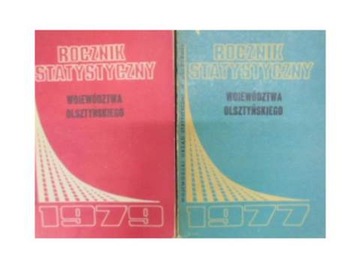 ROCZNIK
STATYSTYCZNY
WOJEWÓDZTWA
OLSZTYŃSKIEGO
1979
ROCZNIK
STATYSTYCZNY
WOJEWÓDZTWA
OLSZTYŃSKIEGO
1977